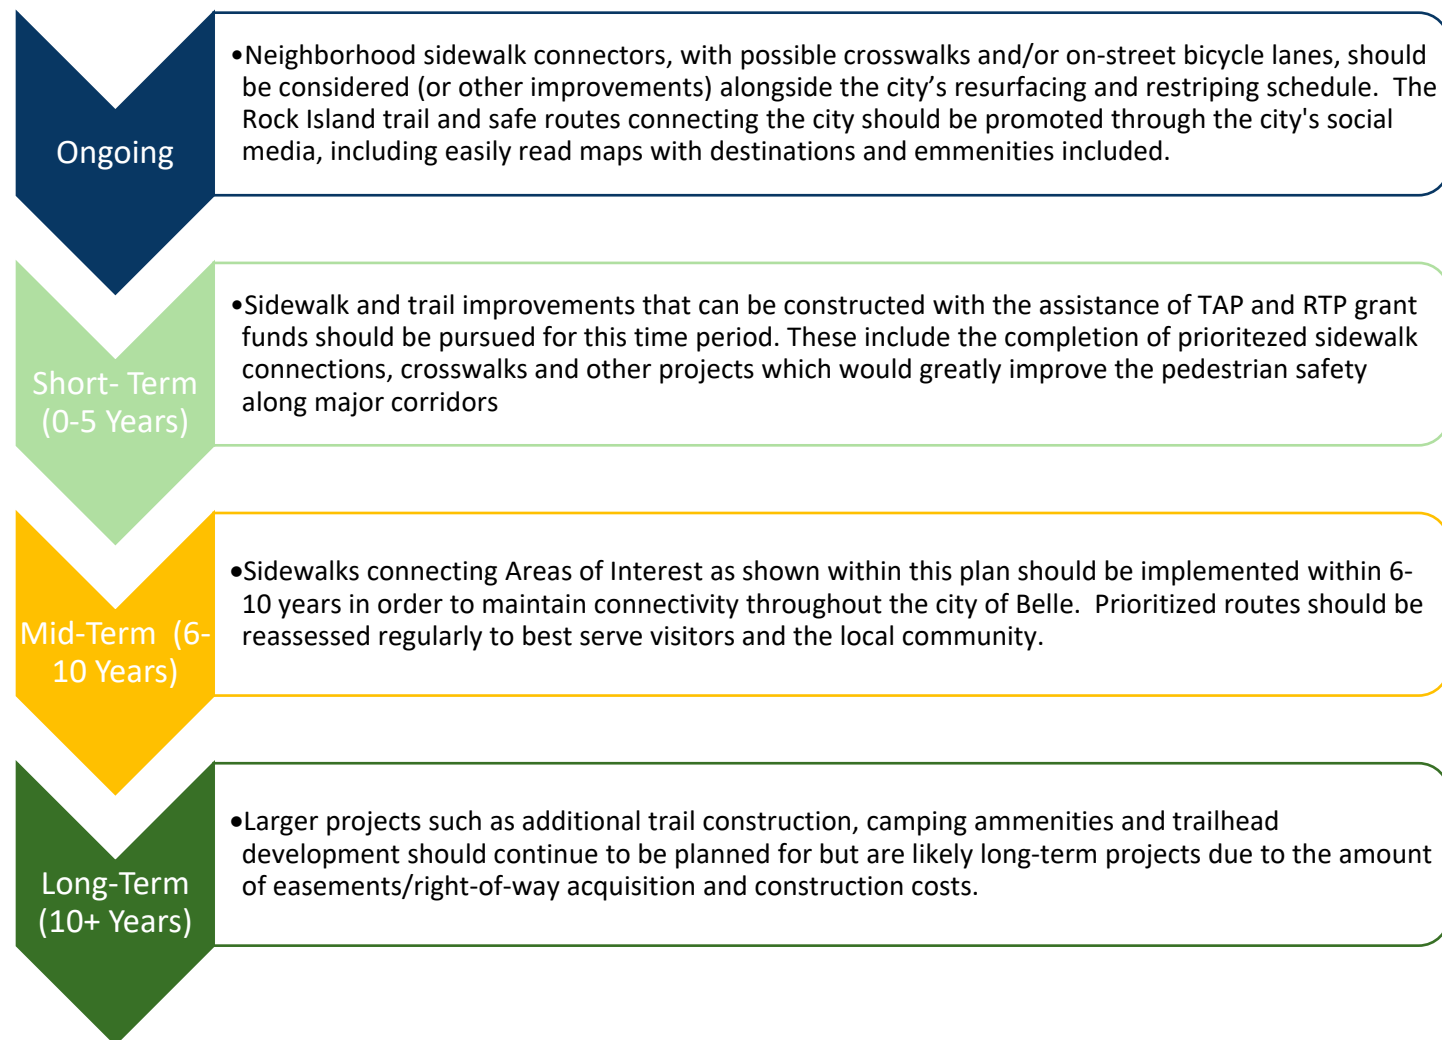 Ongoing
•Neighborhood sidewalk connectors, with possible crosswalks and/or on-street bicycle lanes, should
be considered (or other improvements) alongside the city’s resurfacing and restriping schedule.  The
Rock Island trail and safe routes connecting the city should be promoted through the city's social
media, including easily read maps with destinations and emmenities included.
Short- Term
(0-5 Years)
•Sidewalk and trail improvements that can be constructed with the assistance of TAP and RTP grant
funds should be pursued for this time period. These include the completion of prioritezed sidewalk
connections, crosswalks and other projects which would greatly improve the pedestrian safety
along major corridors
Mid-Term  (6-
10 Years)
•Sidewalks connecting Areas of Interest as shown within this plan should be implemented within 6-
10 years in order to maintain connectivity throughout the city of Belle.  Prioritized routes should be
reassessed regularly to best serve visitors and the local community.
Long-Term
(10+ Years)
•Larger projects such as additional trail construction, camping ammenities and trailhead
development should continue to be planned for but are likely long-term projects due to the amount
of easements/right-of-way acquisition and construction costs.